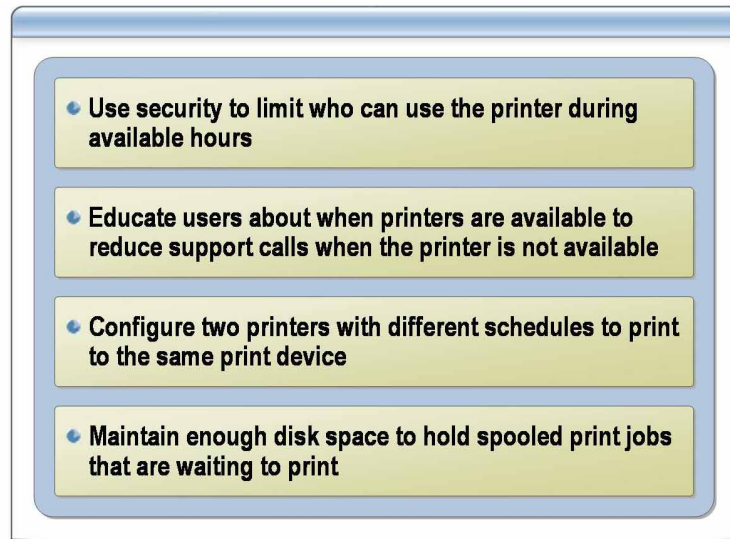 Use security to limit who can use the printer during
available hours
Educate users about when printers are available to
reduce support calls when the printer is not available
Configure two printers with different schedules to print
to the same print device
Maintain enough disk space to hold spooled print jobs
that are waiting to print